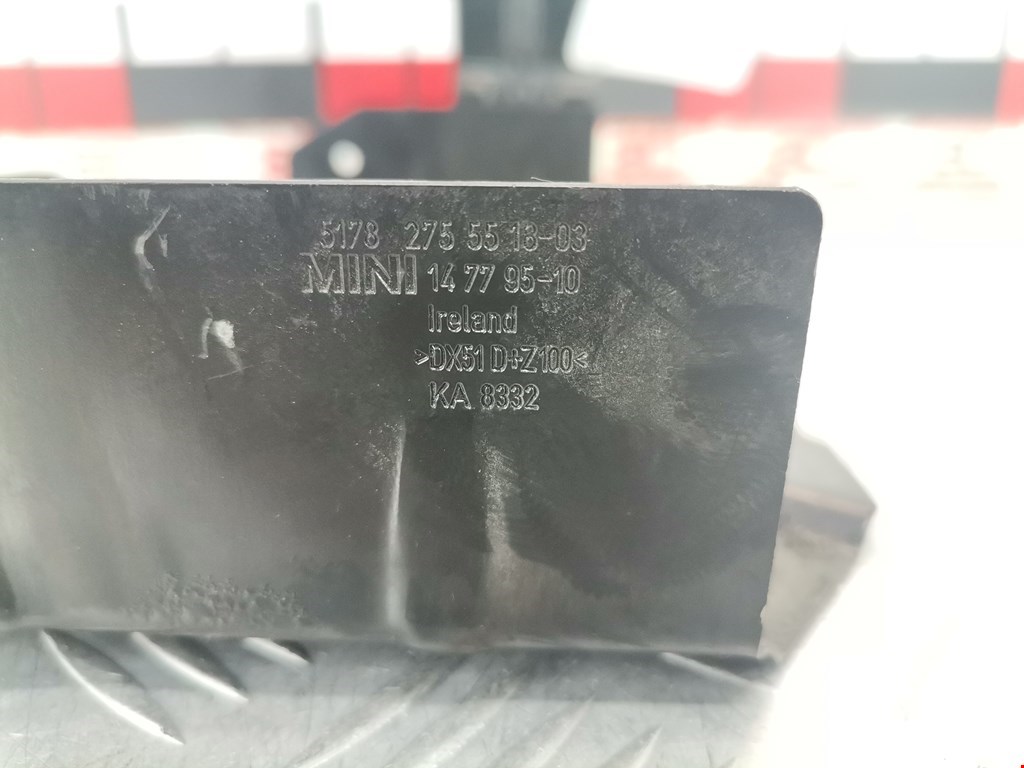 5178 275 55 18-03
MINI 14 77 95-10
Ireland
>DX51 D+Z100<
KA 8332